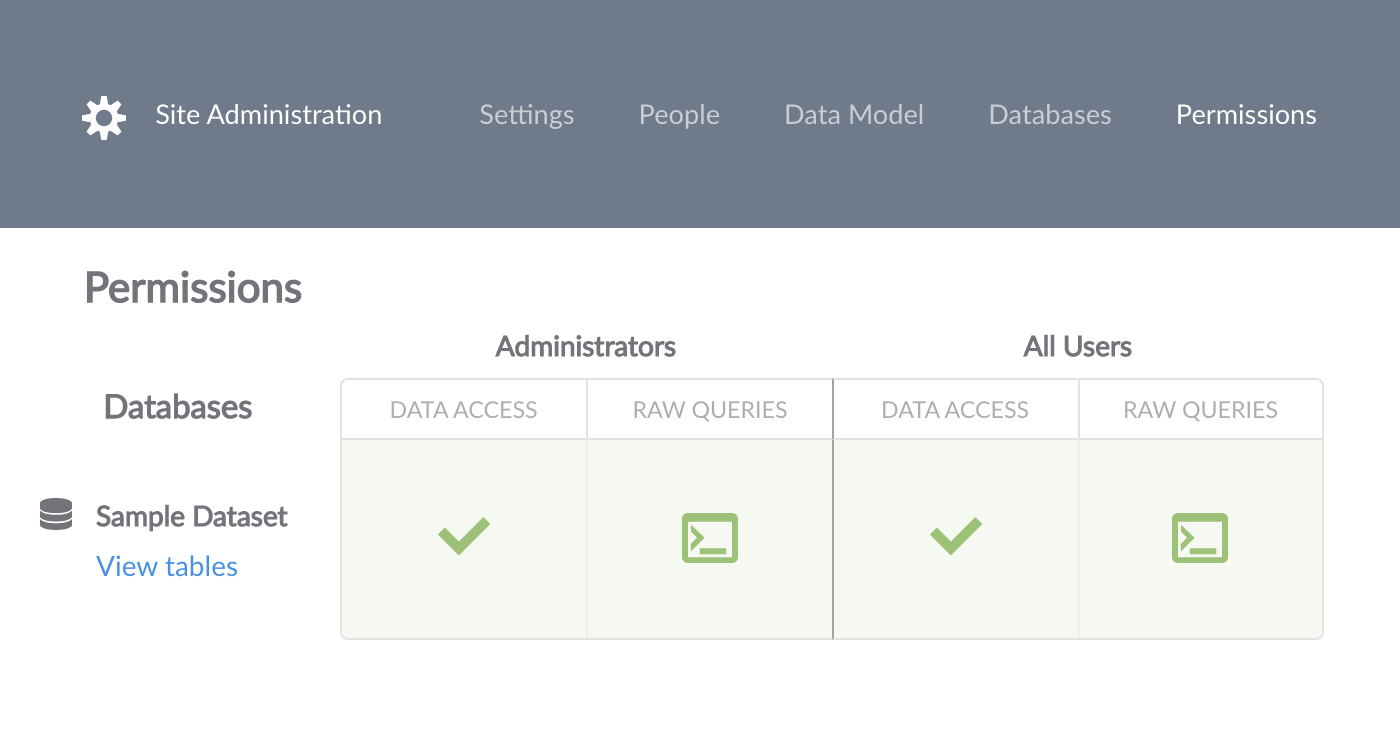 Site Administration Settings People Data Model Databases Permissions
Permissions
Administrators All Users
Databases DATA ACCESS RAW QUERIES DATA ACCESS RAW QUERIES
Sample Dataset
View tables